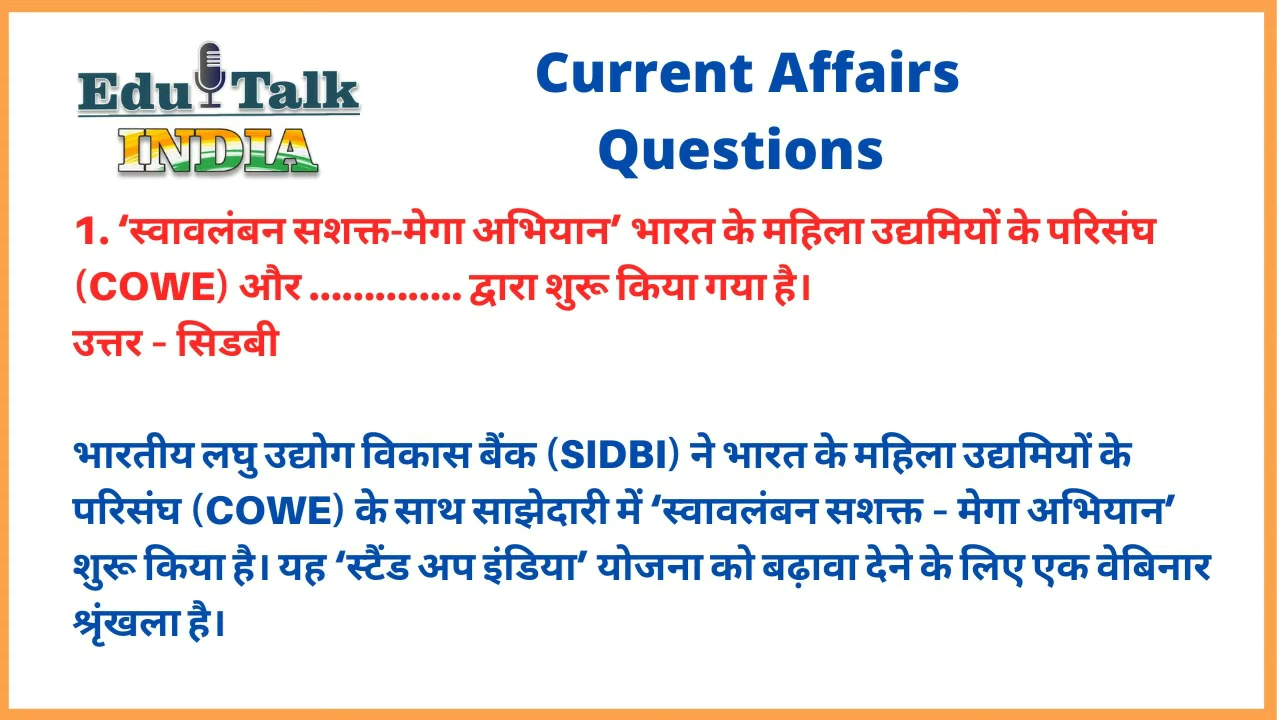 Edu Talk
INDIA
Current Affairs
Questions
1. ‘स्वावलंबन सशक्त-मेगा अभियान’ भारत के महिला उद्यमियों के परिसंघ
(COWE) और .............. द्वारा शुरू किया गया है।
उत्तर – सिडबी
भारतीय लघु उद्योग विकास बैंक (SIDBI) ने भारत के महिला उद्यमियों के
परिसंघ (COWE) के साथ साझेदारी में ‘स्वावलंबन सशक्त – मेगा अभियान’
शुरू किया है। यह ‘स्टैंड अप इंडिया’ योजना को बढ़ावा देने के लिए एक वेबिनार
श्रृंखला है।